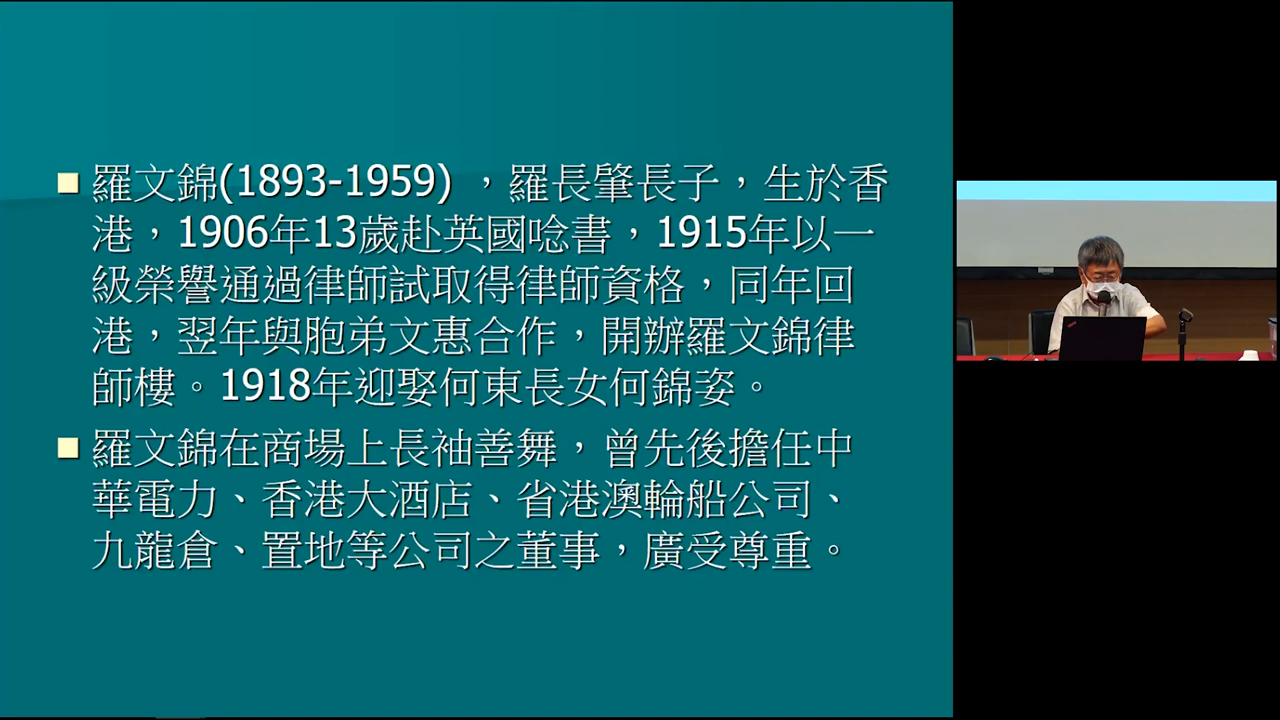 羅文錦(1893-1959) ，羅長肇長子，生於香
港，1906年13歲赴英國唸書，1915年以一
級榮譽通過律師試取得律師資格，同年回
港，翌年與胞弟文惠合作，開辦羅文錦律
師樓。1918年迎娶何東長女何錦姿。
羅文錦在商場上長袖善舞，曾先後擔任中
華電力、香港大酒店、省港澳輪船公司、
九龍倉、置地等公司之董事，廣受尊重。